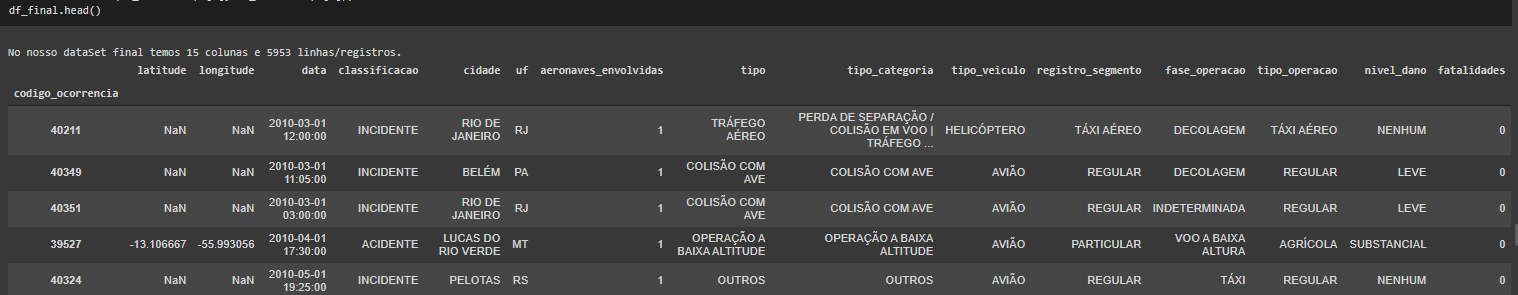 df_final.head()
No nosso dataSet final temos 15 colunas e 5953 linhas/registros.
latitude longitude data classificacao cidade uf aeronaves_envolvidas tipo tipo_categoria tipo_veiculo registro_segmento fase_operacao tipo_operacao nivel_dano fatalidades
codigo_ocorrencia
40211 NaN NaN 2010-03-01 12:00:00 INCIDENTE RIO DE JANEIRO RJ 1 TRÁFEGO AÉREO PERDA DE SEPARAÇÃO / COLISÃO EM VOO | TRÁFEGO ... HELICÓPTERO TÁXI AÉREO DECOLAGEM TÁXI AÉREO NENHUM 0
40349 NaN NaN 2010-03-01 11:05:00 INCIDENTE BELÉM PA 1 COLISÃO COM AVE COLISÃO COM AVE AVIÃO REGULAR DECOLAGEM REGULAR LEVE 0
40351 NaN NaN 2010-03-01 03:00:00 INCIDENTE RIO DE JANEIRO RJ 1 COLISÃO COM AVE COLISÃO COM AVE AVIÃO REGULAR INDETERMINADA REGULAR LEVE 0
39527 -13.106667 -55.993056 2010-04-01 17:30:00 ACIDENTE LUCAS DO RIO VERDE MT 1 OPERAÇÃO A BAIXA ALTITUDE OPERAÇÃO A BAIXA ALTITUDE AVIÃO PARTICULAR VOO A BAIXA ALTURA AGRÍCOLA SUBSTANCIAL 0
40324 NaN NaN 2010-05-01 19:25:00 INCIDENTE PELOTAS RS 1 OUTROS OUTROS AVIÃO REGULAR TÁXI REGULAR NENHUM 0